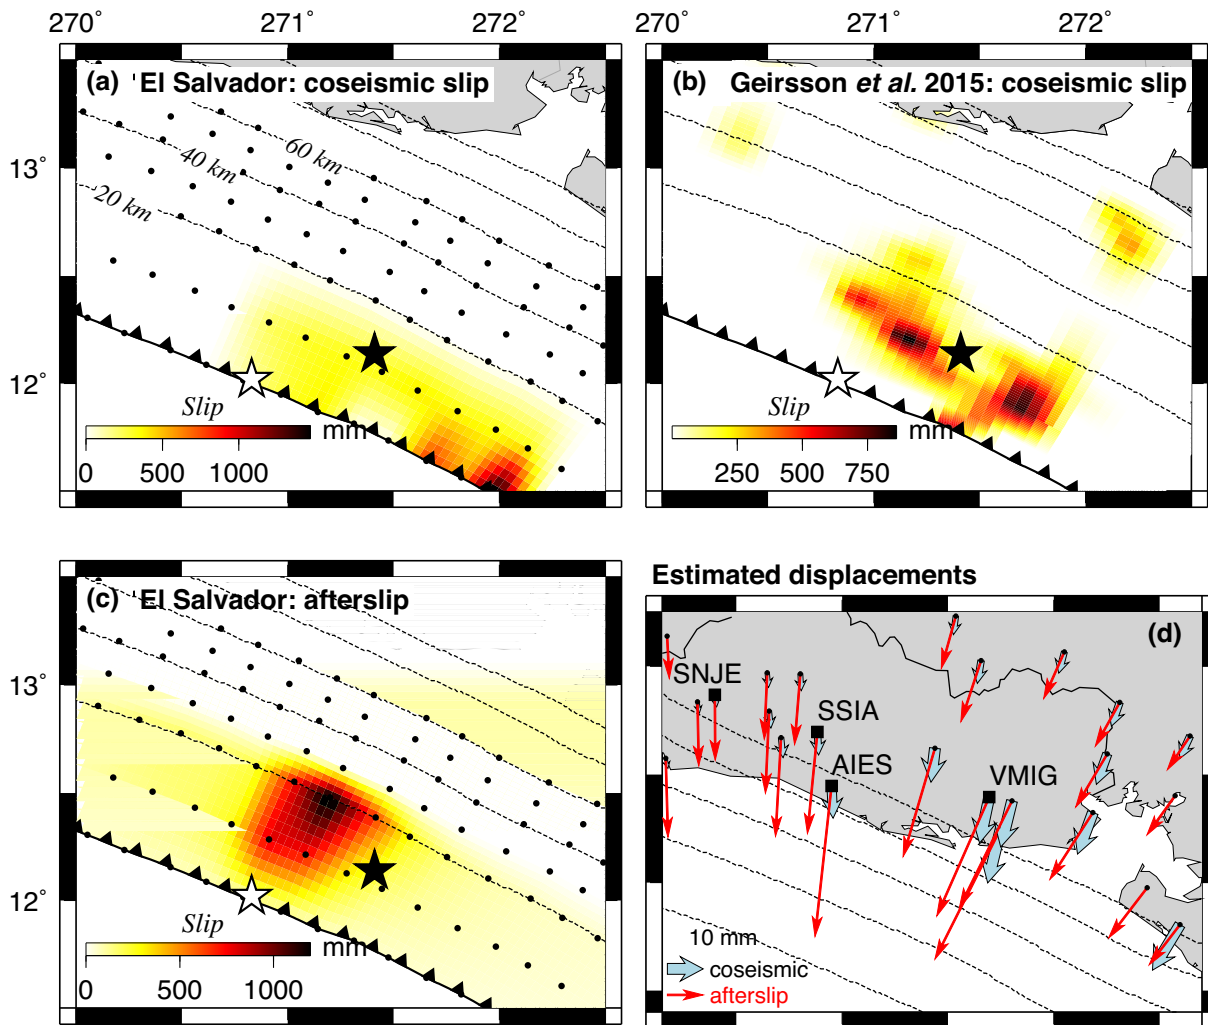 270˚ 271˚ 272˚ 270 271˚ 272˚
(a) El Salvador: coseismic slip
(b) Geirsson et al. 2015: coseismic slip
13˚
12˚
60 km
40 km
20 km
Slip
mm
0 500 1000
Slip
mm
250 500 750
(c) El Salvador: afterslip
13˚
12˚
Slip
mm
0 500 1000
Estimated displacements
(d)
SNJE
SSIA
AIES
VMIG
10 mm
coseismic
afterslip